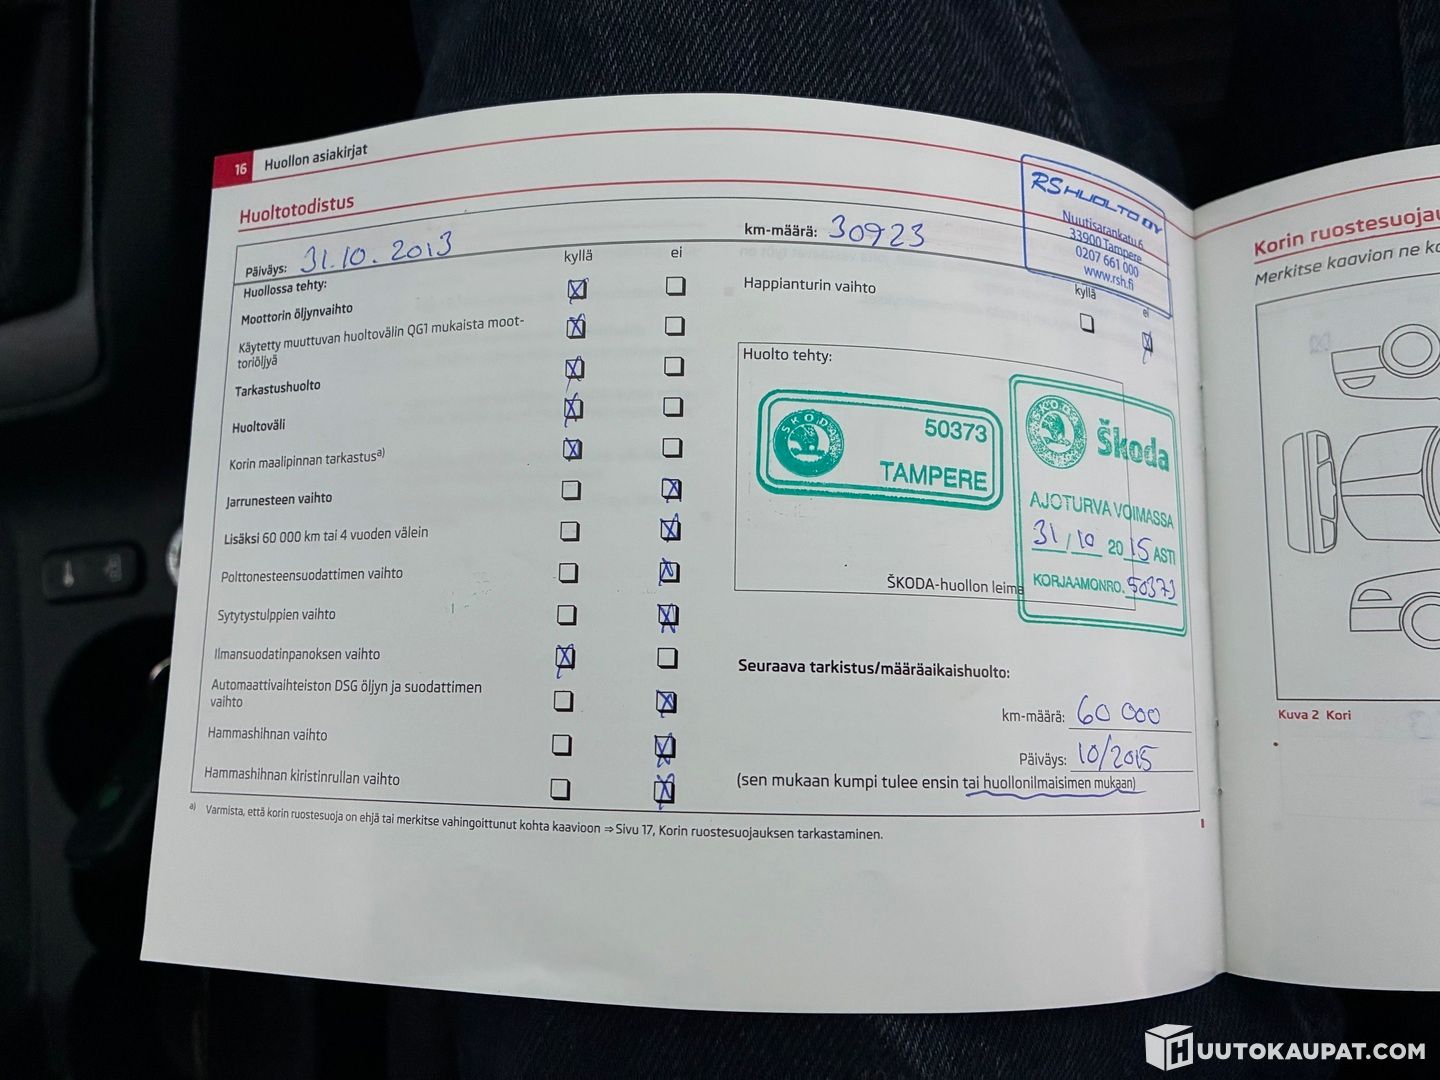 16 Huollon asiakirjat
Huoltotodistus
Päiväys: 31.10.2013
km-määrä: 30923
RS HUOLTO OY
Nuutisarankatu 6
33900 Tampere
0207 661 000
www.rsh.fi
kyllä ei
Huollossa tehty:
Moottorin öljynvaihto
Käytetty muuttuvan huoltovälin QG1 mukaista moot-
toriöljyä
Tarkastushuolto
Huoltoväli
Korin maalipinnan tarkastus a)
Jarrunesteen vaihto
Lisäksi 60 000 km tai 4 vuoden välein
Polttonesteensuodattimen vaihto
Sytytystulppien vaihto
Ilmansuodatinpanoksen vaihto
Automaattivaihteiston DSG öljyn ja suodattimen
vaihto
Hammashihnan vaihto
Hammashihnan kiristinrullan vaihto
Happianturin vaihto
kyllä ei
Huolto tehty:
SKODA
50373
TAMPERE
SKODA
Škoda
AJOTURVA VOIMASSA
31/10 2015 ASTI
KORJAAMONRO. 50373
ŠKODA-huollon leima
Seuraava tarkistus/määräaikaishuolto:
km-määrä: 60 000
Päiväys: 10/2015
(sen mukaan kumpi tulee ensin tai huollonilmaisimen mukaan)
a) Varmista, että korin ruostesuoja on ehjä tai merkitse vahingoittunut kohta kaavioon ⇒ Sivu 17, Korin ruostesuojauksen tarkastaminen.
Korin ruostesuojau
Merkitse kaavion ne ko
Kuva 2 Kori
HUUTOKAUPAT.COM